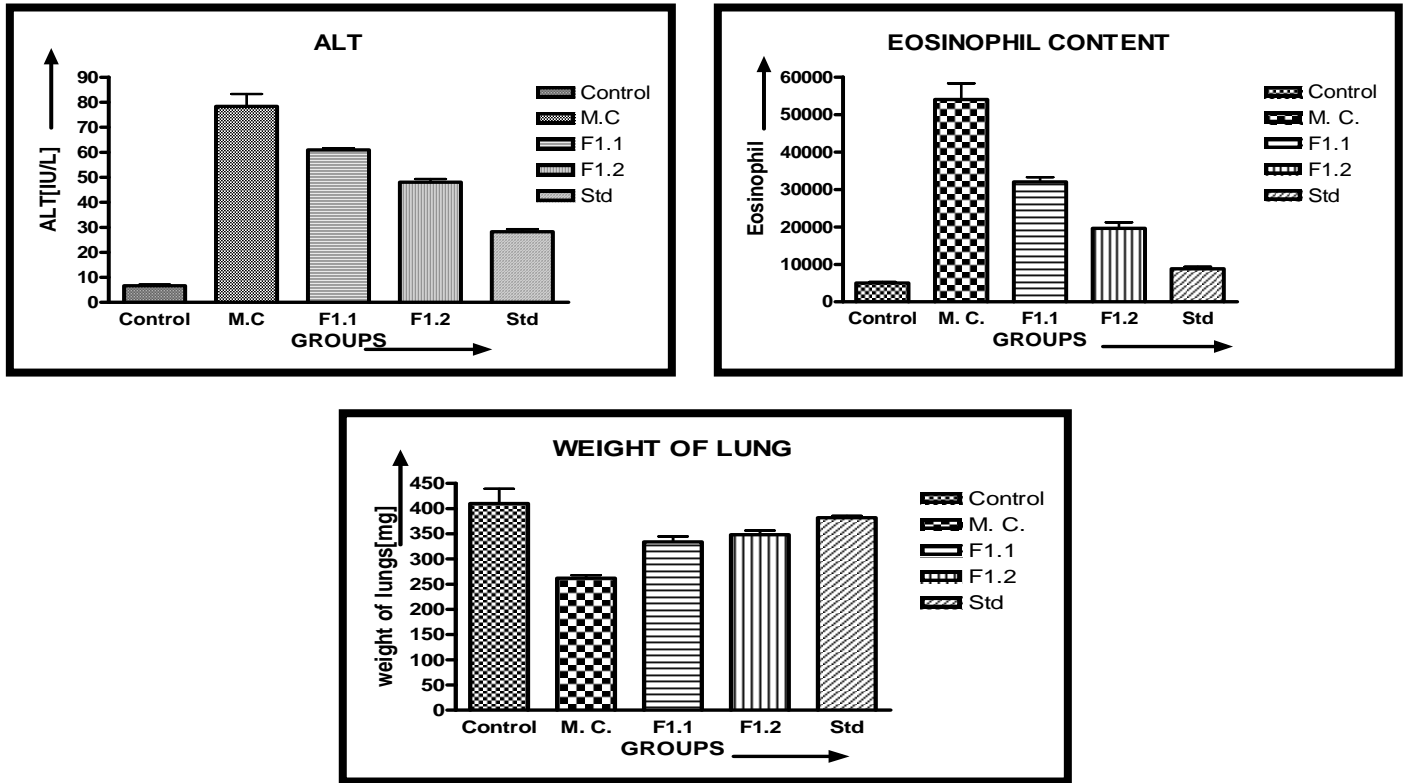 ALT
90
80
70
60
50
40
30
20
10
0
ALT[IU/L]
Control M.C F1.1 F1.2 Std
GROUPS
Control
M.C
F1.1
F1.2
Std
EOSINOPHIL CONTENT
60000
50000
40000
30000
20000
10000
0
Eosinophil
Control M. C. F1.1 F1.2 Std
GROUPS
Control
M. C.
F1.1
F1.2
Std
WEIGHT OF LUNG
450
400
350
300
250
200
150
100
50
0
weight of lungs[mg]
Control M. C. F1.1 F1.2 Std
GROUPS
Control
M. C.
F1.1
F1.2
Std